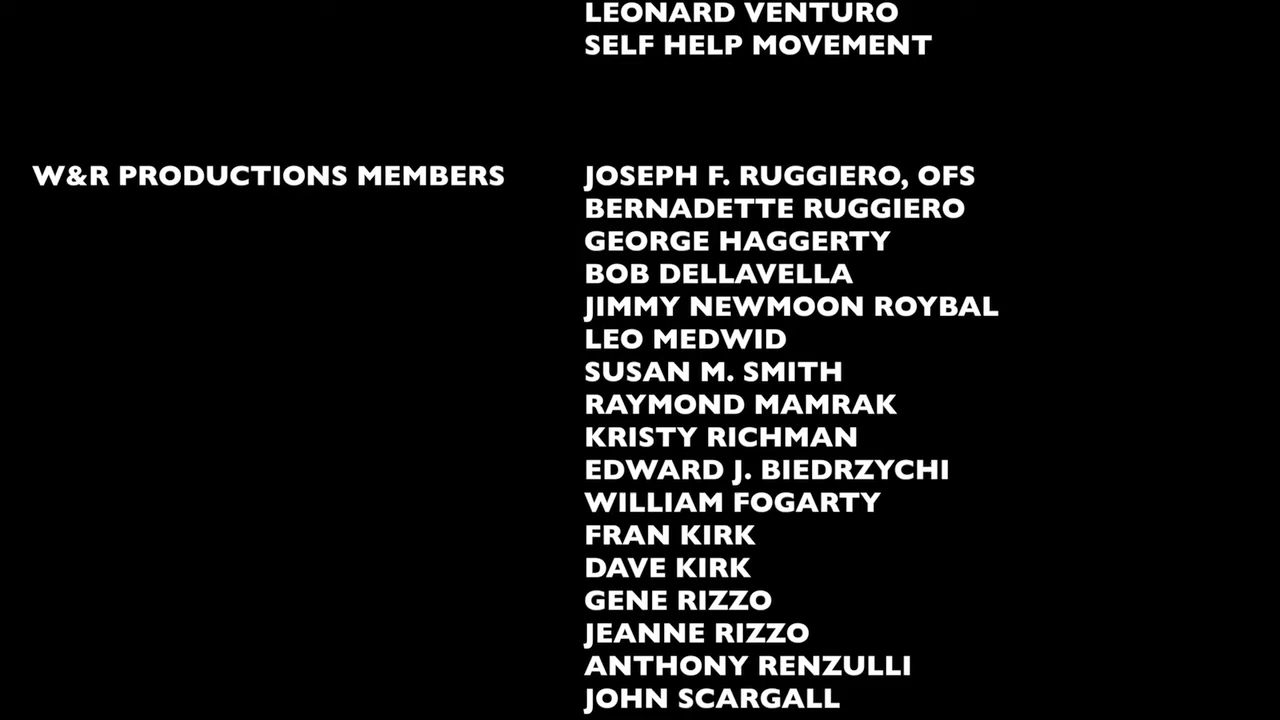 LEONARD VENTURO
SELF HELP MOVEMENT
W&R PRODUCTIONS MEMBERS JOSEPH F. RUGGIERO, OFS
BERNADETTE RUGGIERO
GEORGE HAGGERTY
BOB DELLAVELLA
JIMMY NEWMOON ROYBAL
LEO MEDWID
SUSAN M. SMITH
RAYMOND MAMRAK
KRISTY RICHMAN
EDWARD J. BIEDRZYCHI
WILLIAM FOGARTY
FRAN KIRK
DAVE KIRK
GENE RIZZO
JEANNE RIZZO
ANTHONY RENZULLI
JOHN SCARGALL